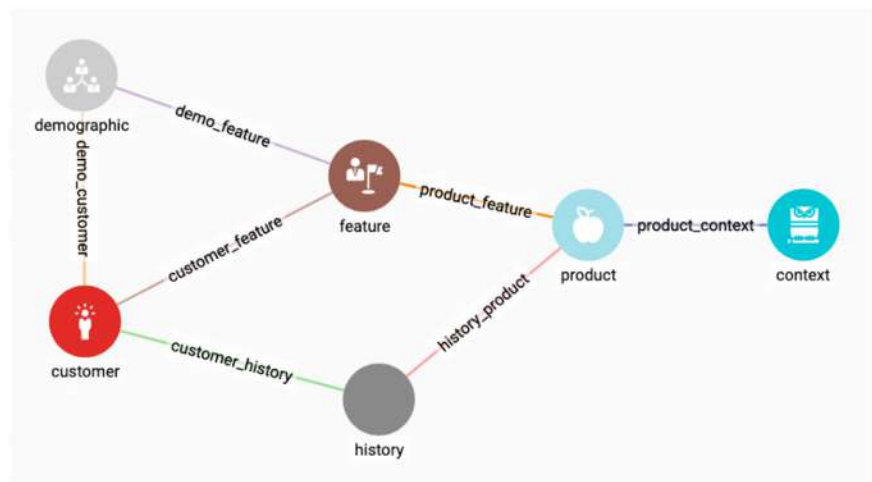 demographic
demo_feature
demo_customer
feature
product_feature
customer_feature
product
product_context
context
history_product
customer
customer_history
history